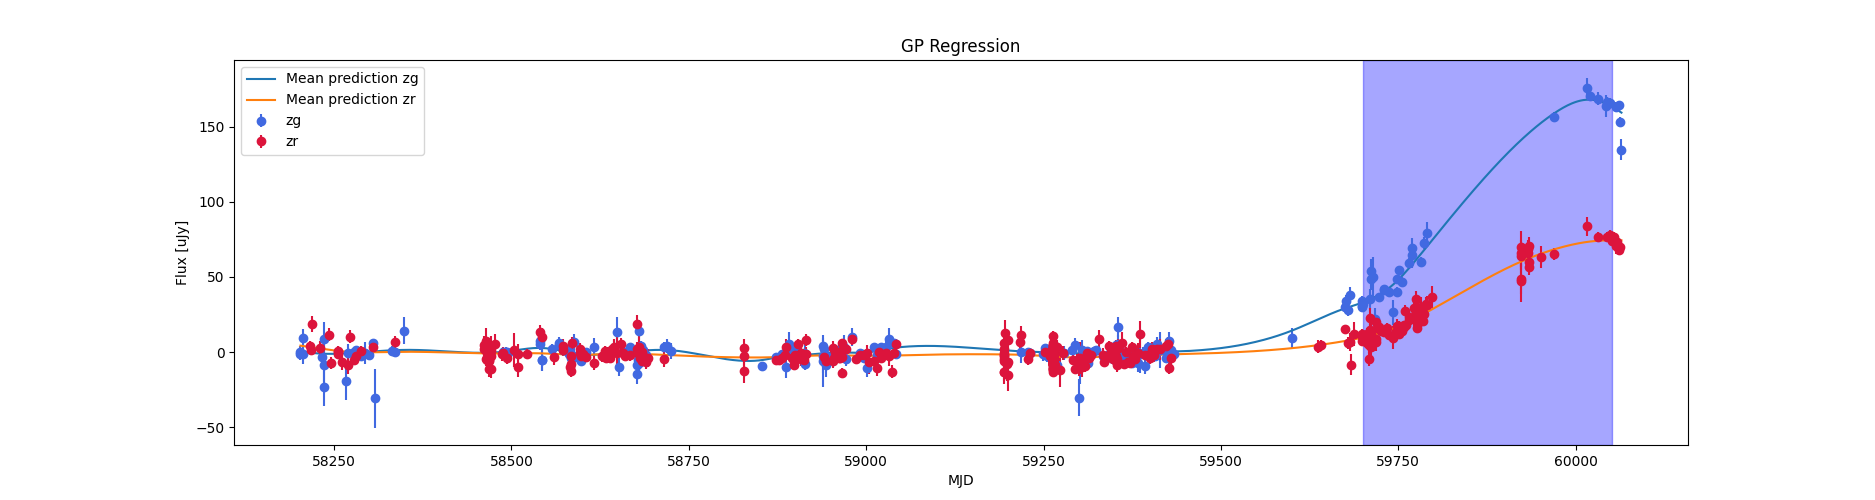 GP Regression
Mean prediction zg
Mean prediction zr
zg
zr
Flux [uJy]
150
100
50
0
−50
58250 58500 58750 59000 59250 59500 59750 60000
MJD